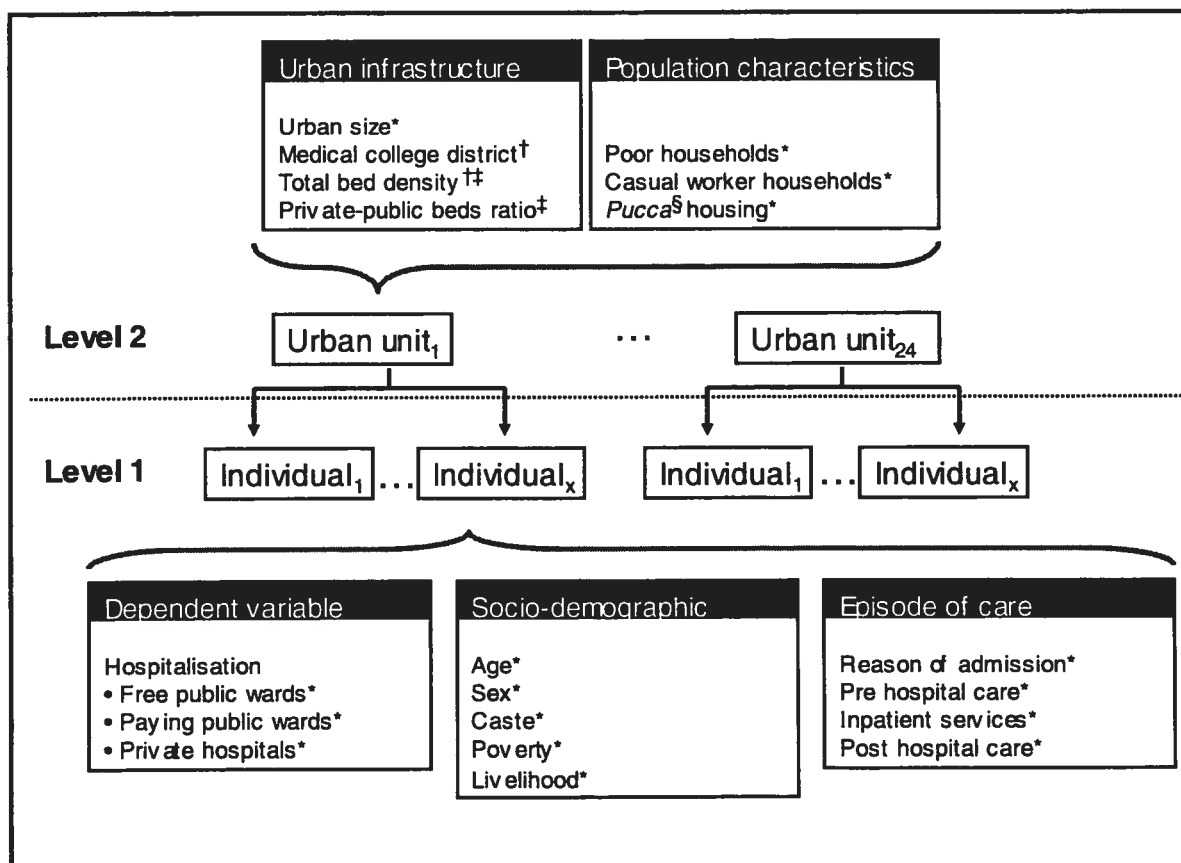 Urban infrastructure
Urban size*
Medical college district†
Total bed density†‡
Private-public beds ratio‡
Population characteristics
Poor households*
Casual worker households*
Pucca§ housing*
Level 2
Urban unit1
...
Urban unit24
Level 1
Individual1
...
Individualx
Individual1
...
Individualx
Dependent variable
Hospitalisation
• Free public wards*
• Paying public wards*
• Private hospitals*
Socio-demographic
Age*
Sex*
Caste*
Poverty*
Livelihood*
Episode of care
Reason of admission*
Pre hospital care*
Inpatient services*
Post hospital care*